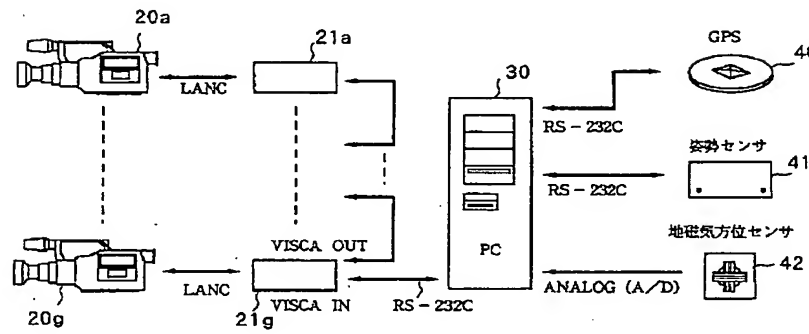 20a
21a
LANC
30
GPS
40
RS-232C
姿勢センサ
41
RS-232C
PC
地磁気方位センサ
42
VISCA OUT
LANC
VISCA IN
RS-232C
ANALOG (A/D)
20g
21g